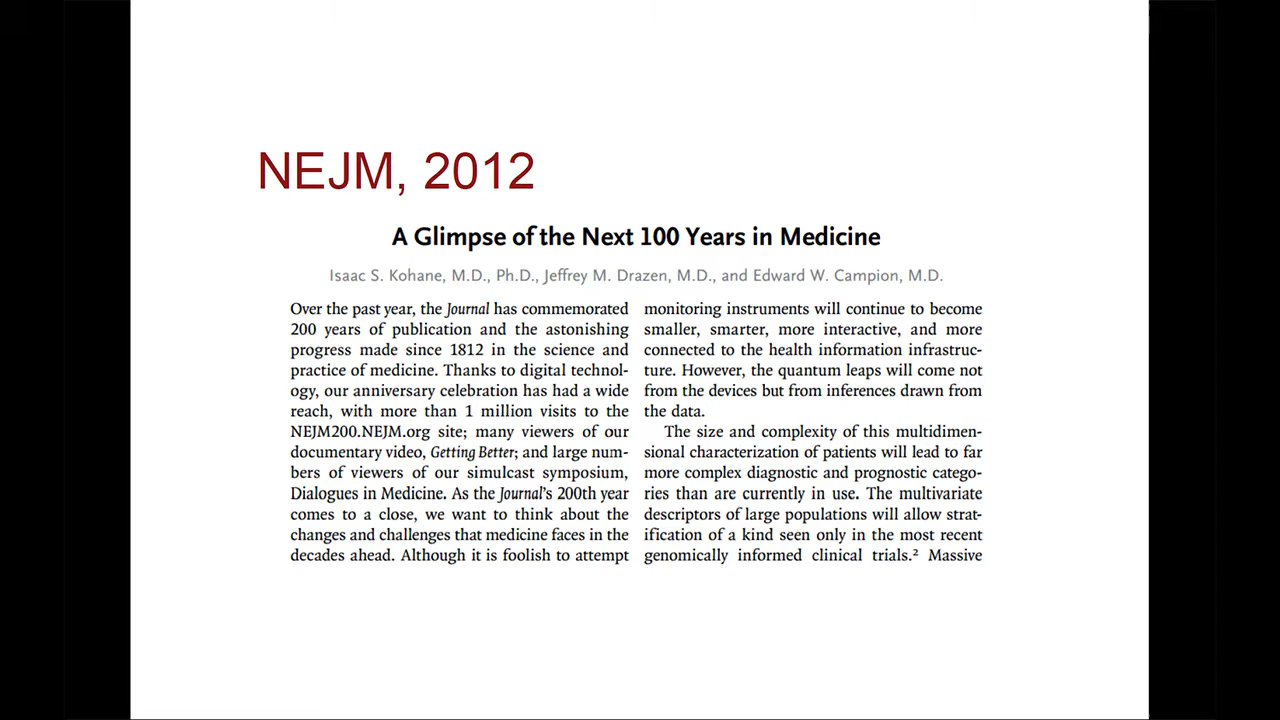 NEJM, 2012
A Glimpse of the Next 100 Years in Medicine
Isaac S. Kohane, M.D., Ph.D., Jeffrey M. Drazen, M.D., and Edward W. Campion, M.D.
Over the past year, the Journal has commemorated
200 years of publication and the astonishing
progress made since 1812 in the science and
practice of medicine. Thanks to digital technol-
ogy, our anniversary celebration has had a wide
reach, with more than 1 million visits to the
NEJM200.NEJM.org site; many viewers of our
documentary video, Getting Better; and large num-
bers of viewers of our simulcast symposium,
Dialogues in Medicine. As the Journal's 200th year
comes to a close, we want to think about the
changes and challenges that medicine faces in the
decades ahead. Although it is foolish to attempt
monitoring instruments will continue to become
smaller, smarter, more interactive, and more
connected to the health information infrastruc-
ture. However, the quantum leaps will come not
from the devices but from inferences drawn from
the data.
The size and complexity of this multidimen-
sional characterization of patients will lead to far
more complex diagnostic and prognostic catego-
ries than are currently in use. The multivariate
descriptors of large populations will allow strat-
ification of a kind seen only in the most recent
genomically informed clinical trials.² Massive